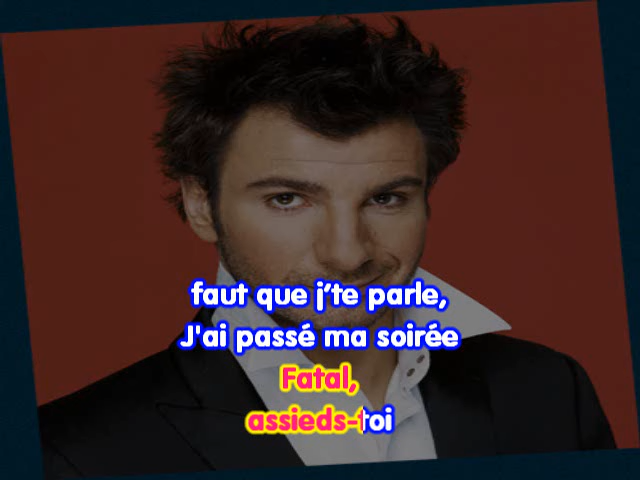 faut que j'te parle,
J'ai passé ma soirée
Fatal,
assieds-toi